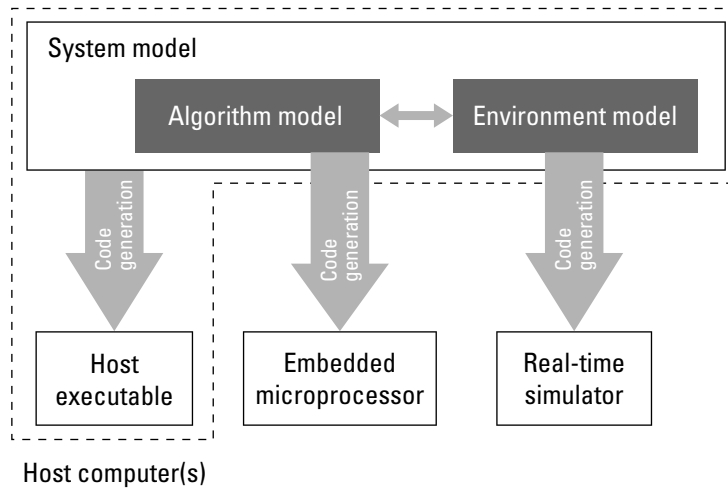 System model
Algorithm model
Environment model
Code
generation
Code
generation
Code
generation
Host
executable
Embedded
microprocessor
Real-time
simulator
Host computer(s)